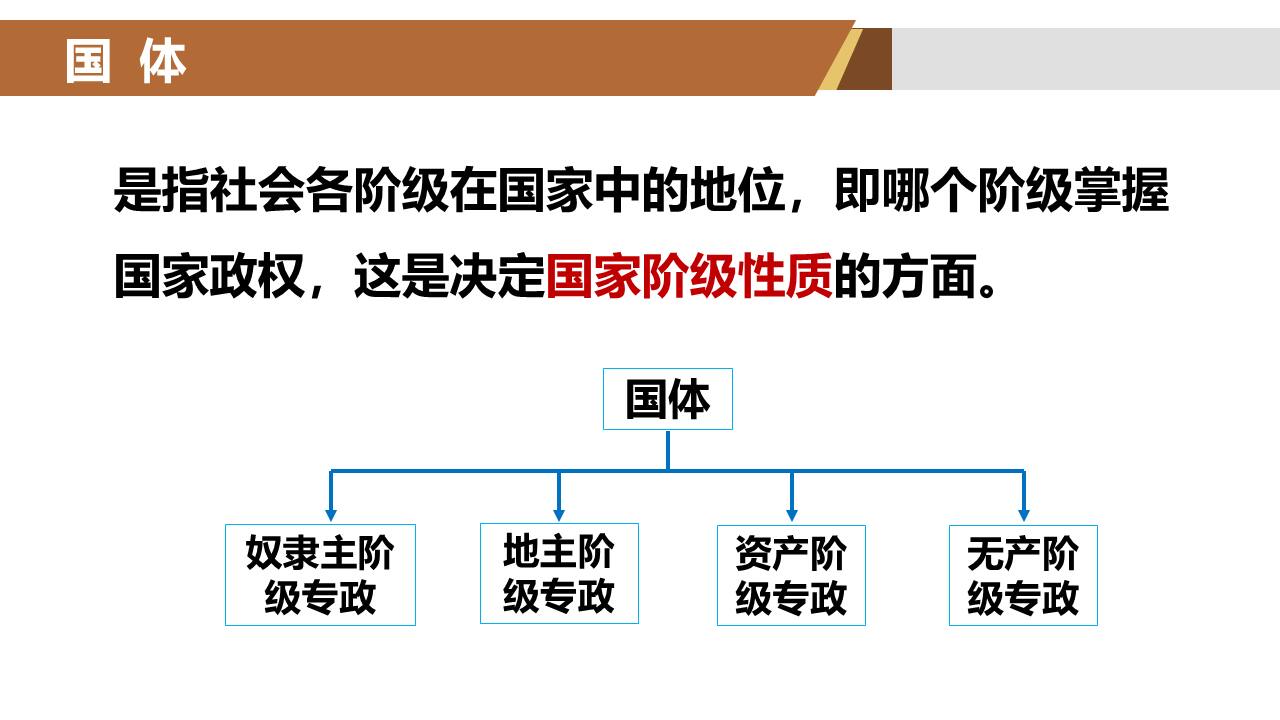 国 体
是指社会各阶级在国家中的地位，即哪个阶级掌握
国家政权，这是决定国家阶级性质的方面。
国体
奴隶主阶
级专政
地主阶
级专政
资产阶
级专政
无产阶
级专政